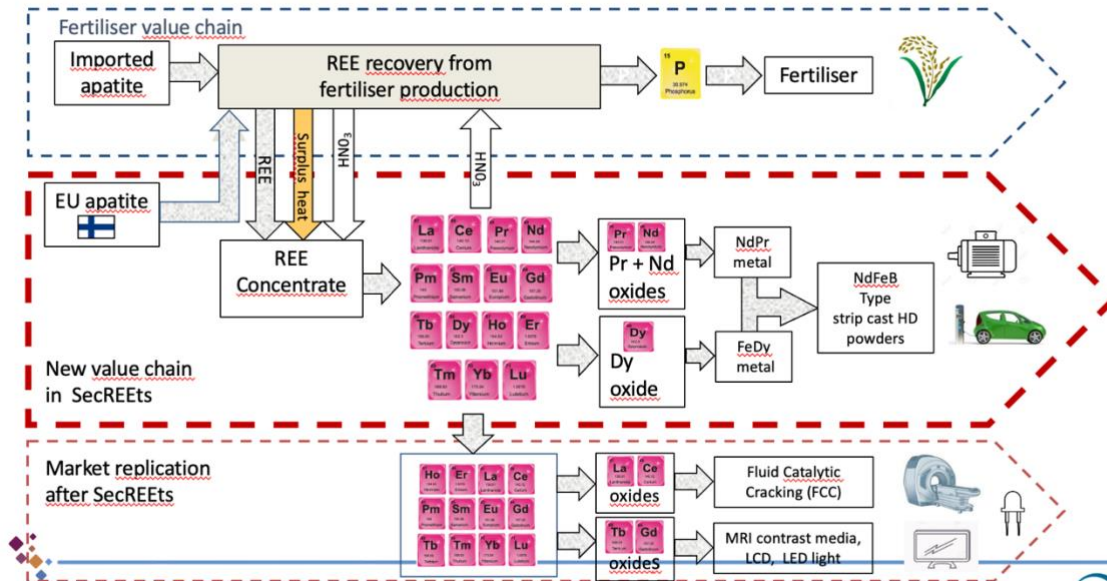 Fertiliser value chain
Imported
apatite
REE recovery from
fertiliser production
P
15
P
30.974
Phosphorus
P
Fertiliser
REE
Surplus heat
HNO₃
HNO₃
EU apatite
REE
Concentrate
La Ce Pr Nd
Pm Sm Eu Gd
Tb Dy Ho Er
Tm Yb Lu
Pr Nd
Pr + Nd
oxides
Dy
Dy
oxide
NdPr
metal
FeDy
metal
NdFeB
Type
strip cast HD
powders
New value chain
in SecREEts
Market replication
after SecREEts
Ho Er La Ce
Pm Sm Eu Gd
Tb Tm Yb Lu
La Ce
oxides
Tb Gd
oxides
Fluid Catalytic
Cracking (FCC)
MRI contrast media,
LCD, LED light